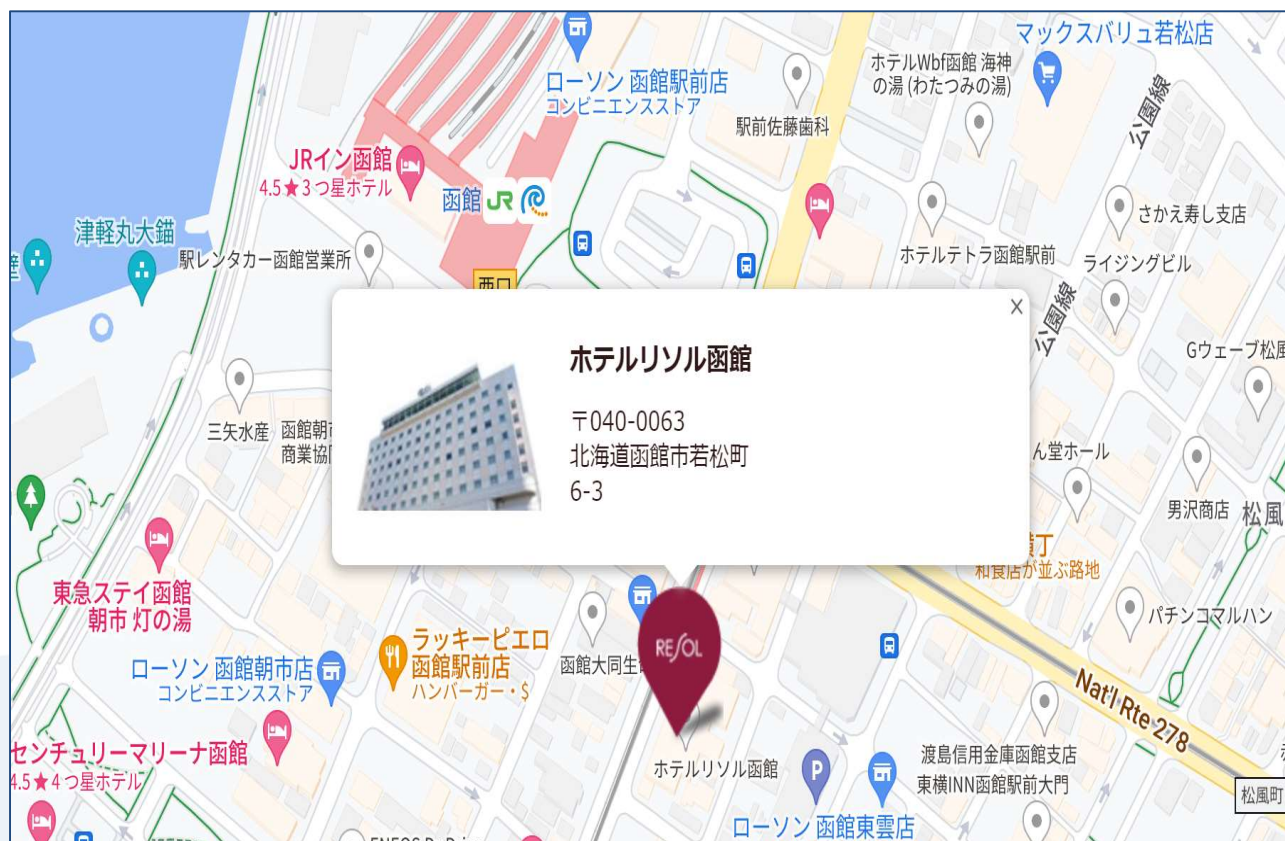 マックスバリュ若松店
ローソン 函館駅前店
コンビニエンスストア
ホテルWbf函館 海神
の湯 (わたつみの湯)
駅前佐藤歯科
公園線
JRイン函館
4.5★3つ星ホテル
函館 JR
さかえ寿し支店
津軽丸大錨
駅レンタカー函館営業所
ホテルテトラ函館駅前
ライジングビル
西口
公園線
×
ホテルリソル函館
〒040-0063
北海道函館市若松町
6-3
Gウェーブ松風
三矢水産
函館朝市
商業協同
ん堂ホール
男沢商店
松風
横丁
和食店が並ぶ路地
東急ステイ函館
朝市 灯の湯
パチンコマルハン
ラッキーピエロ
函館駅前店
ハンバーガー・$
函館大同生命
RESOL
ローソン 函館朝市店
コンビニエンスストア
Nat'l Rte 278
センチュリーマリーナ函館
4.5★4つ星ホテル
ホテルリソル函館
P
渡島信用金庫函館支店
東横INN函館駅前大門
松風町
ローソン 函館東雲店